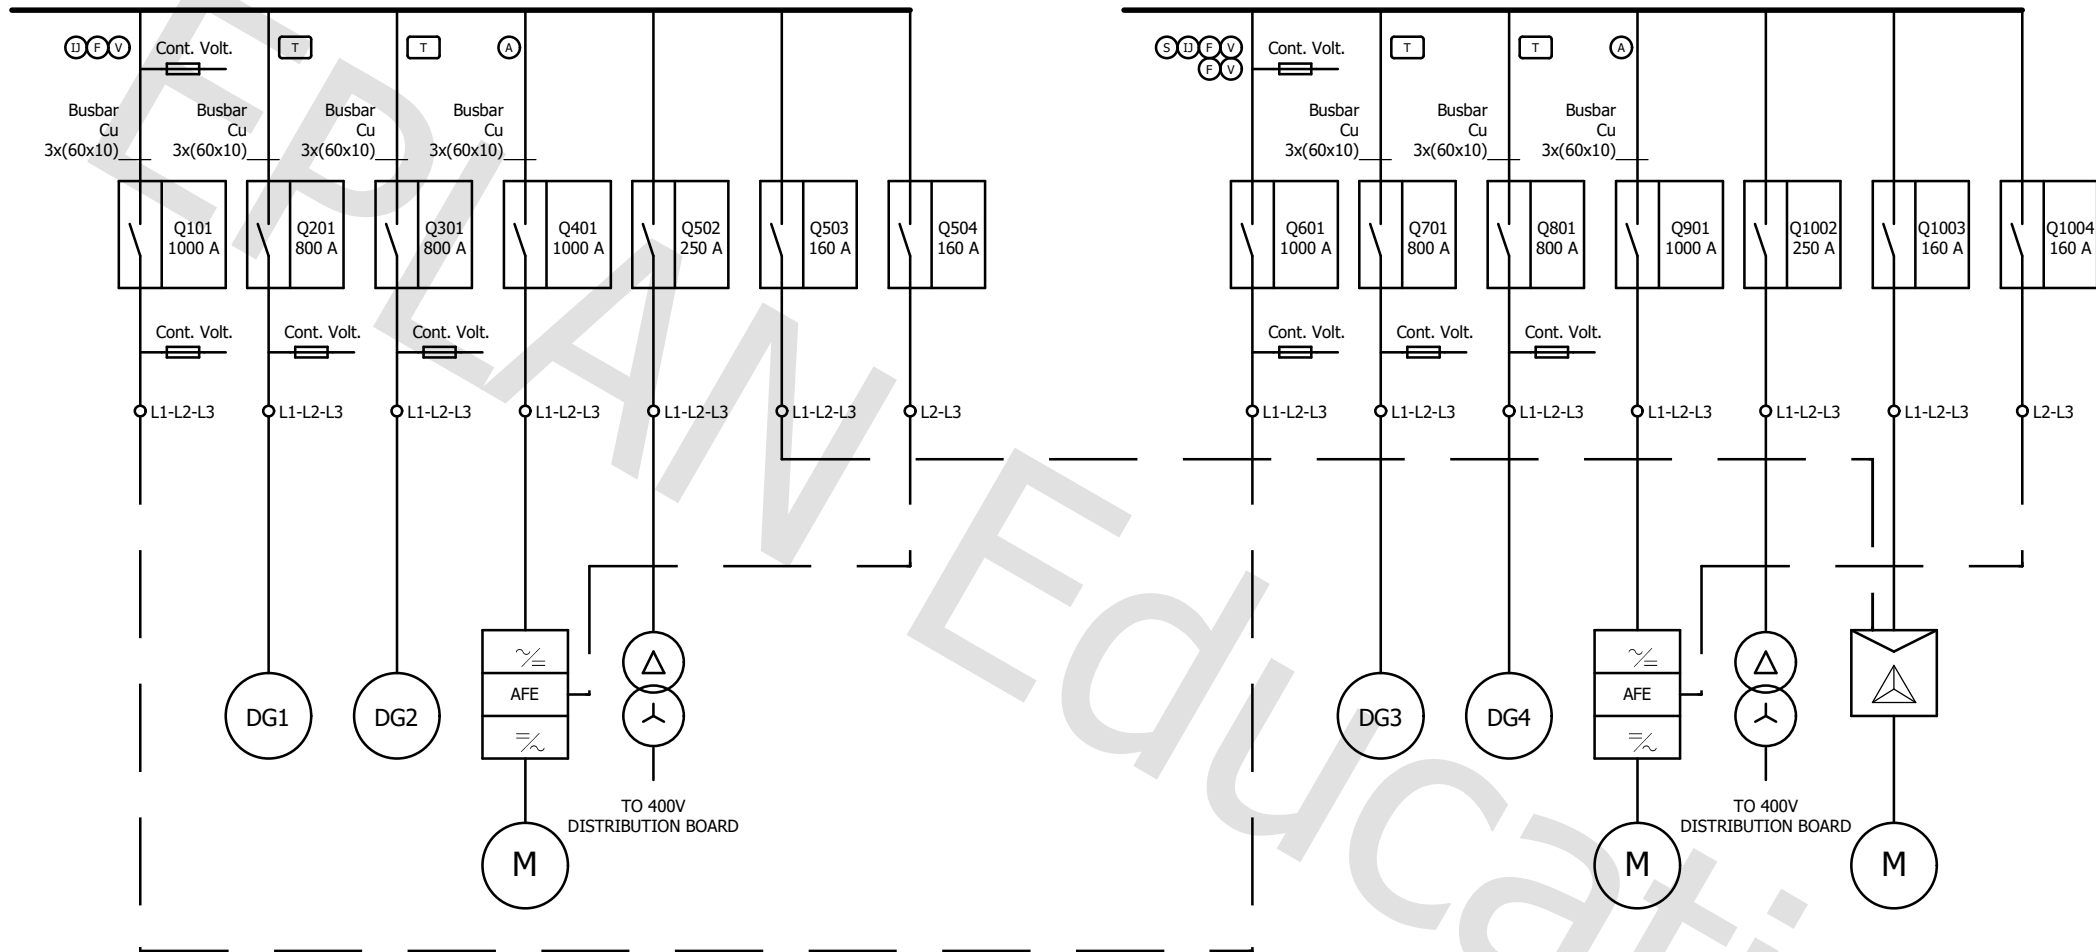 IJ F V Cont. Volt. T T A
S IJ F V Cont. Volt. T T A
F V
Busbar Busbar Busbar Busbar
Cu Cu Cu Cu
3x(60x10) 3x(60x10) 3x(60x10) 3x(60x10)
Busbar Busbar Busbar
Cu Cu Cu
3x(60x10) 3x(60x10) 3x(60x10)
Q101 Q201 Q301 Q401 Q502 Q503 Q504
1000 A 800 A 800 A 1000 A 250 A 160 A 160 A
Q601 Q701 Q801 Q901 Q1002 Q1003 Q1004
1000 A 800 A 800 A 1000 A 250 A 160 A 160 A
Cont. Volt. Cont. Volt. Cont. Volt.
Cont. Volt. Cont. Volt. Cont. Volt.
L1-L2-L3 L1-L2-L3 L1-L2-L3 L1-L2-L3 L1-L2-L3 L1-L2-L3 L2-L3
L1-L2-L3 L1-L2-L3 L1-L2-L3 L1-L2-L3 L1-L2-L3 L1-L2-L3 L2-L3
DG1 DG2 AFE
DG3 DG4 AFE
TO 400V
DISTRIBUTION BOARD
TO 400V
DISTRIBUTION BOARD
M
M M
EPLAN Educati